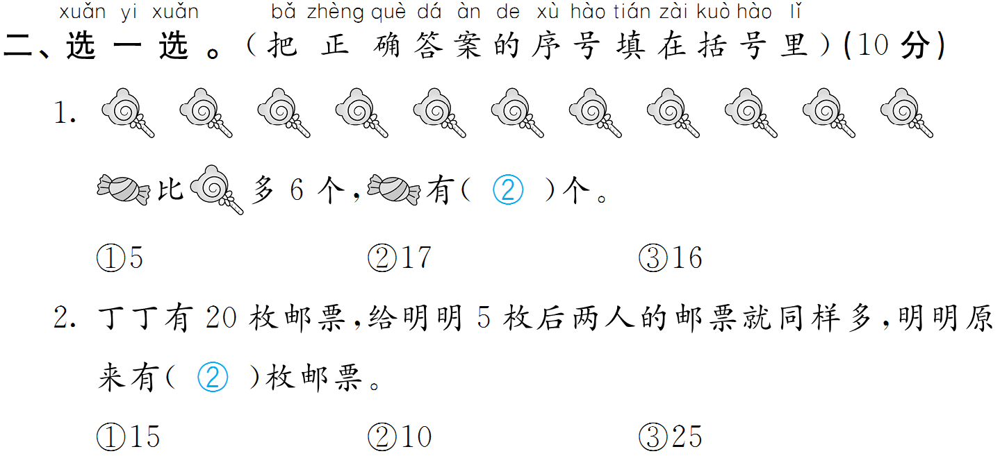 xuǎn yi xuǎn bǎ zhèng què dá àn de xù hào tián zài kuò hào lǐ
二、选一选。(把正确答案的序号填在括号里)(10分)
1.
比 多6个, 有( ② )个。
①5 ②17 ③16
2. 丁丁有20枚邮票,给明明5枚后两人的邮票就同样多,明明原
来有( ② )枚邮票。
①15 ②10 ③25